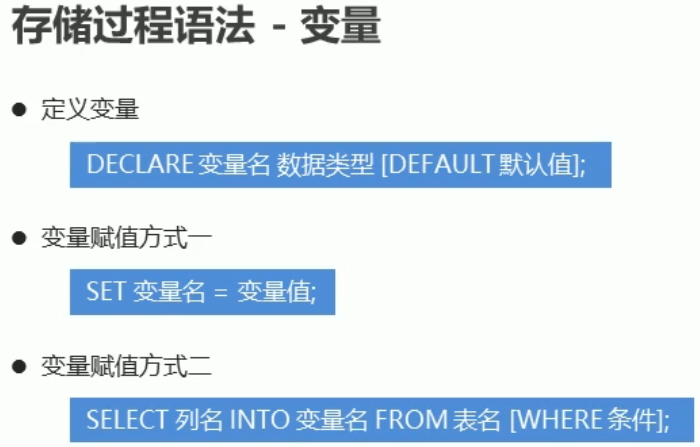 存储过程语法 - 变量
● 定义变量
DECLARE 变量名 数据类型 [DEFAULT 默认值];
● 变量赋值方式一
SET 变量名 = 变量值;
● 变量赋值方式二
SELECT 列名 INTO 变量名 FROM 表名 [WHERE 条件];